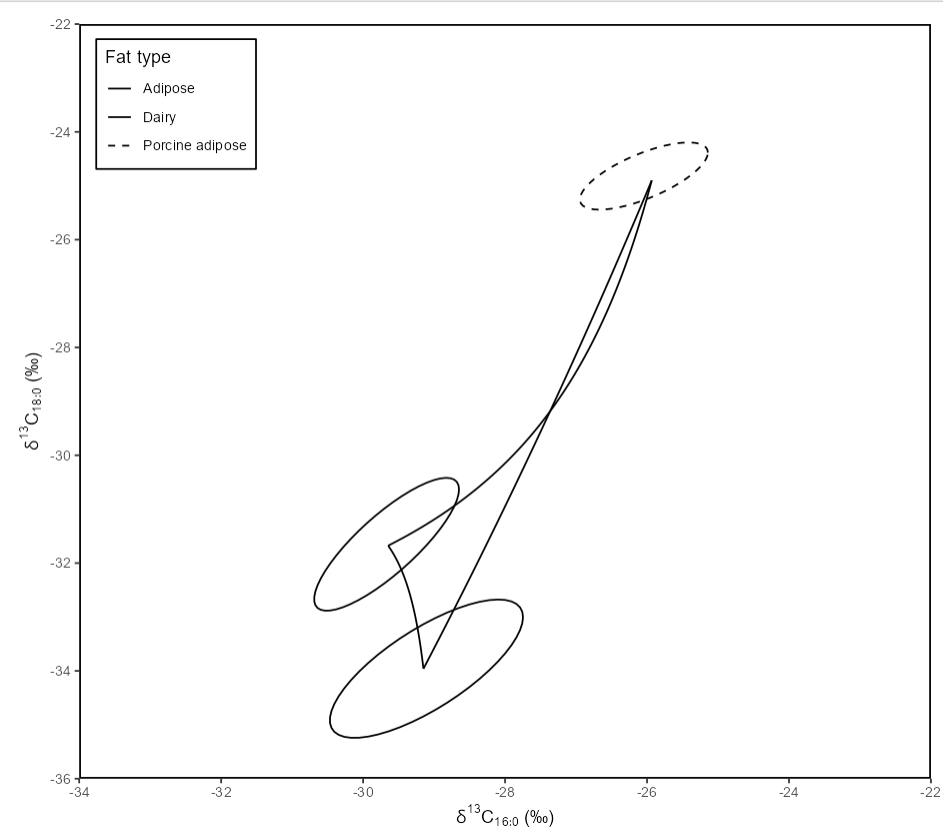 Fat type
Adipose
Dairy
Porcine adipose
-22
-24
-26
-28
-30
-32
-34
-36
δ¹³C₁₈:₀ (‰)
-34
-32
-30
-28
-26
-24
-22
δ¹³C₁₆:₀ (‰)